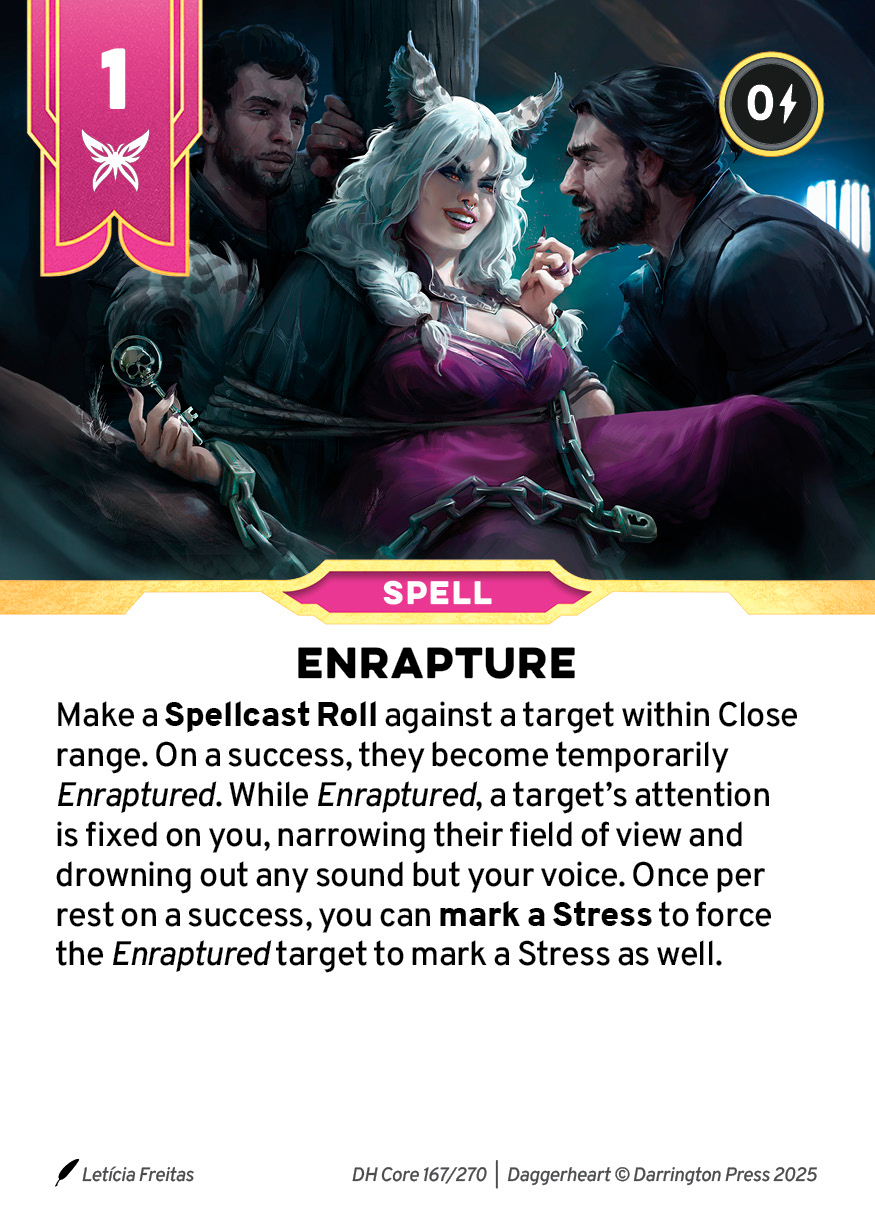 1
0
SPELL
ENRAPTURE
Make a Spellcast Roll against a target within Close
range. On a success, they become temporarily
Enraptured. While Enraptured, a target’s attention
is fixed on you, narrowing their field of view and
drowning out any sound but your voice. Once per
rest on a success, you can mark a Stress to force
the Enraptured target to mark a Stress as well.
Letícia Freitas
DH Core 167/270 | Daggerheart © Darrington Press 2025